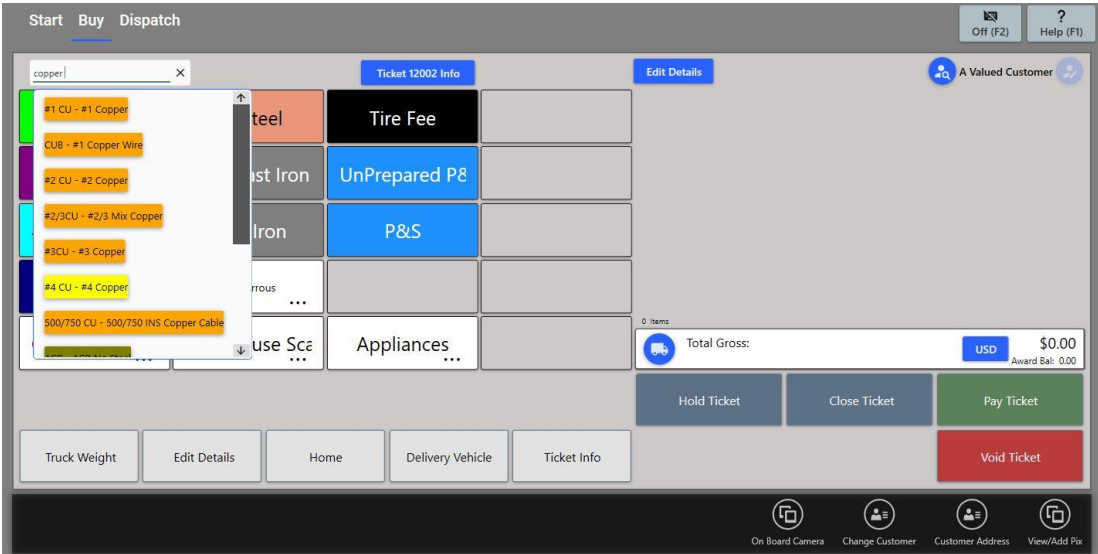 Start Buy Dispatch
Off (F2)
?
Help (F1)
copper
Ticket 12002 Info
Edit Details
A Valued Customer
#1 CU - #1 Copper
CUB - #1 Copper Wire
#2 CU - #2 Copper
#2/3CU - #2/3 Mix Copper
#3CU - #3 Copper
#4 CU - #4 Copper
500/750 CU - 500/750 INS Copper Cable
teel
Tire Fee
ast Iron
UnPrepared P&
Iron
P&S
rrous
...
use Sca
...
Appliances
...
0 Items
Total Gross:
USD
$0.00
Award Bal: 0.00
Hold Ticket
Close Ticket
Pay Ticket
Void Ticket
Truck Weight
Edit Details
Home
Delivery Vehicle
Ticket Info
On Board Camera
Change Customer
Customer Address
View/Add Pix